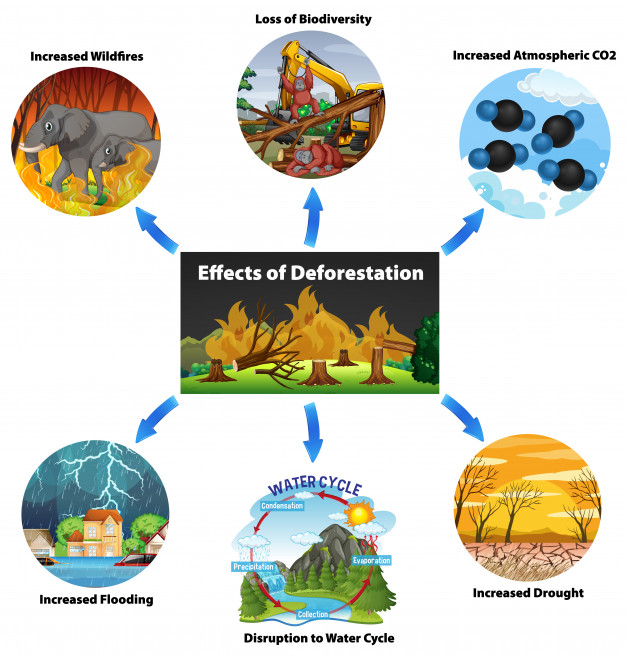 Loss of Biodiversity
Increased Wildfires
Increased Atmospheric CO2
Effects of Deforestation
WATER CYCLE
Condensation
Precipitation
Evaporation
Collection
Increased Flooding
Increased Drought
Disruption to Water Cycle